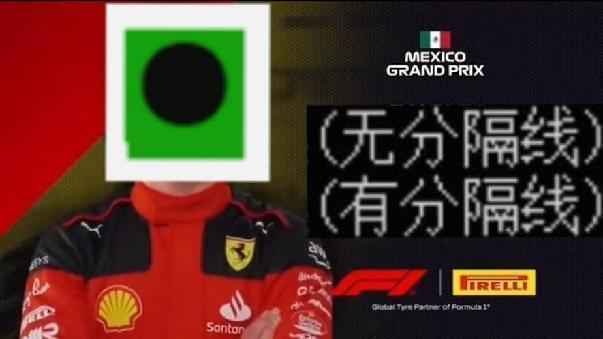 MEXICO
GRAND PRIX
(无分隔线)
(有分隔线)
F1
PIRELLI
Global Tyre Partner of Formula 1®
Santander